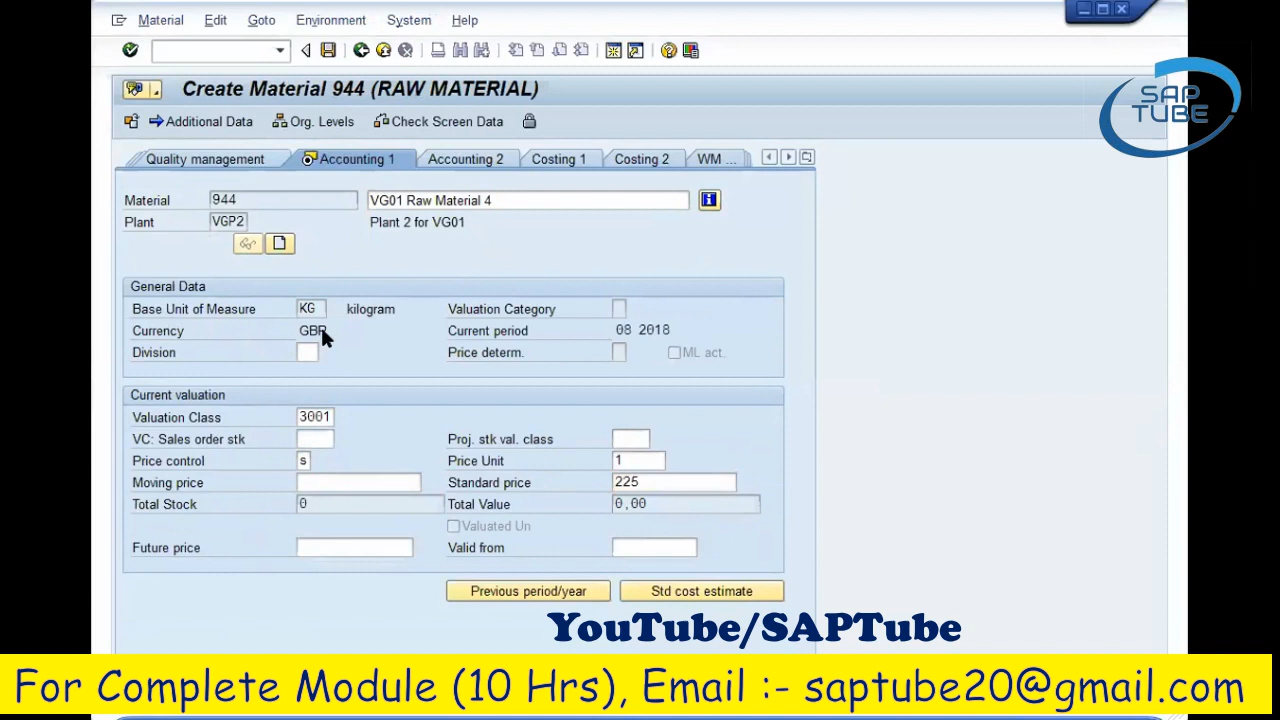 Material Edit Goto Environment System Help
Create Material 944 (RAW MATERIAL)
SAP
TUBE
Additional Data Org. Levels Check Screen Data
Quality management Accounting 1 Accounting 2 Costing 1 Costing 2 WM ...
Material 944 VG01 Raw Material 4
Plant VGP2 Plant 2 for VG01
General Data
Base Unit of Measure KG kilogram Valuation Category
Currency GBP Current period 08 2018
Division Price determ. ML act.
Current valuation
Valuation Class 3001
VC: Sales order stk Proj. stk val. class
Price control s Price Unit 1
Moving price Standard price 225
Total Stock 0 Total Value 0,00
Valuated Un
Future price Valid from
Previous period/year Std cost estimate
YouTube/SAPTube
For Complete Module (10 Hrs), Email :- saptube20@gmail.com